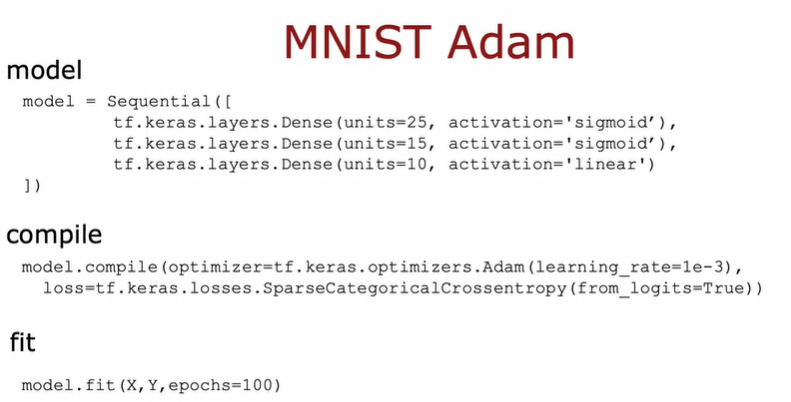 MNIST Adam
model
model = Sequential([
tf.keras.layers.Dense(units=25, activation='sigmoid’),
tf.keras.layers.Dense(units=15, activation='sigmoid’),
tf.keras.layers.Dense(units=10, activation='linear')
])
compile
model.compile(optimizer=tf.keras.optimizers.Adam(learning_rate=1e-3),
loss=tf.keras.losses.SparseCategoricalCrossentropy(from_logits=True))
fit
model.fit(X,Y,epochs=100)